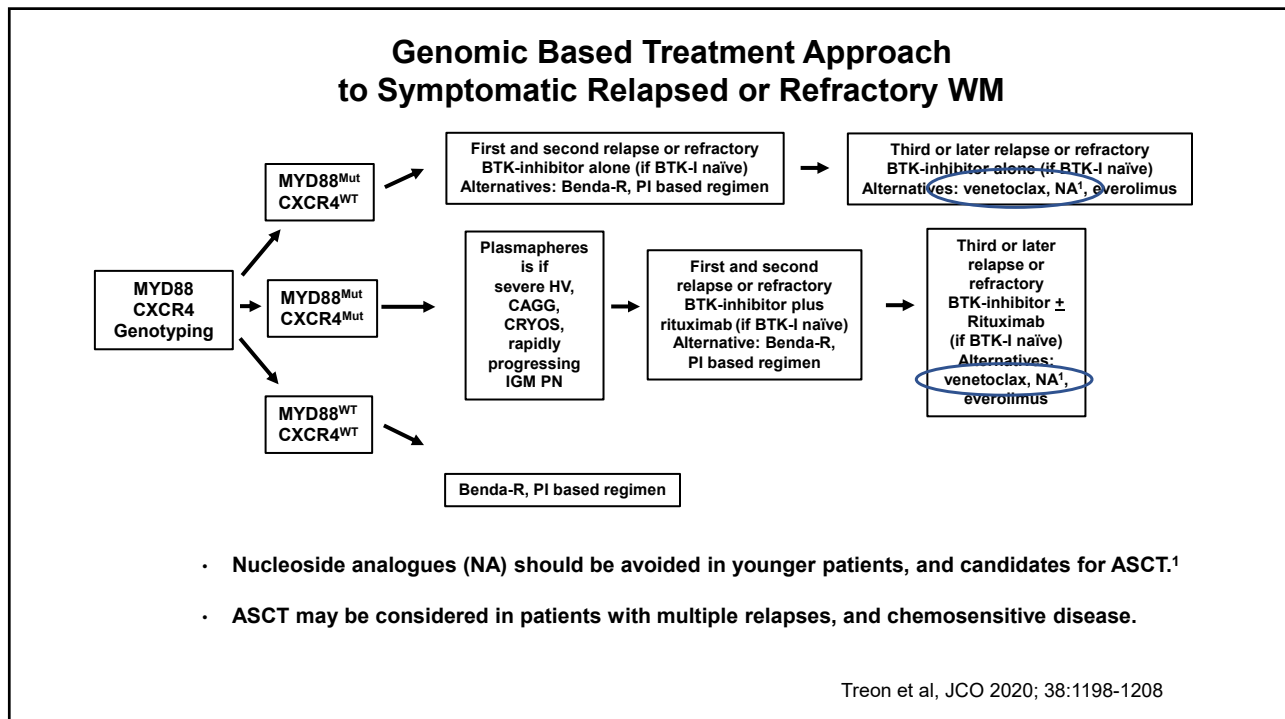 Genomic Based Treatment Approach
to Symptomatic Relapsed or Refractory WM
MYD88
CXCR4
Genotyping
MYD88ᴹᵘᵗ
CXCR4ᵂᵀ
First and second relapse or refractory
BTK-inhibitor alone (if BTK-I naïve)
Alternatives: Benda-R, PI based regimen
Third or later relapse or refractory
BTK-inhibitor alone (if BTK-I naïve)
Alternatives: venetoclax, NA¹, everolimus
MYD88ᴹᵘᵗ
CXCR4ᴹᵘᵗ
Plasmapheres
is if
severe HV,
CAGG,
CRYOS,
rapidly
progressing
IGM PN
First and second
relapse or refractory
BTK-inhibitor plus
rituximab (if BTK-I naïve)
Alternative: Benda-R,
PI based regimen
Third or later
relapse or
refractory
BTK-inhibitor ±
Rituximab
(if BTK-I naïve)
Alternatives:
venetoclax, NA¹,
everolimus
MYD88ᵂᵀ
CXCR4ᵂᵀ
Benda-R, PI based regimen
• Nucleoside analogues (NA) should be avoided in younger patients, and candidates for ASCT.¹
• ASCT may be considered in patients with multiple relapses, and chemosensitive disease.
Treon et al, JCO 2020; 38:1198-1208